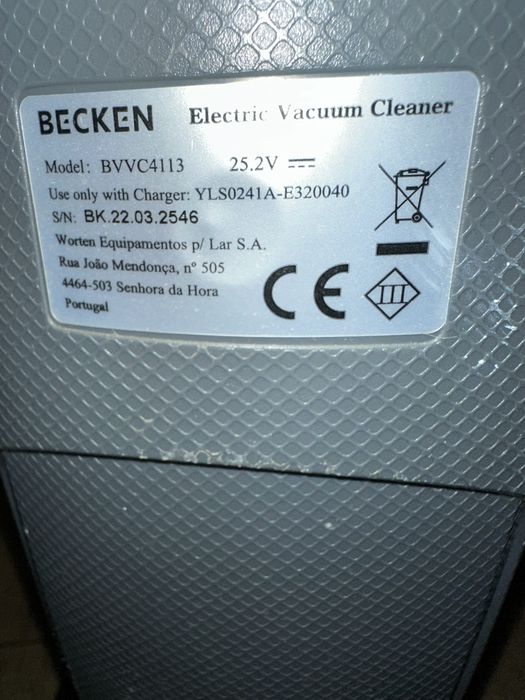 BECKEN Electric Vacuum Cleaner
Model: BVVC4113 25.2V
Use only with Charger: YLS0241A-E320040
S/N: BK.22.03.2546
Worten Equipamentos p/ Lar S.A.
Rua João Mendonça, nº 505
4464-503 Senhora da Hora
Portugal
CE
III